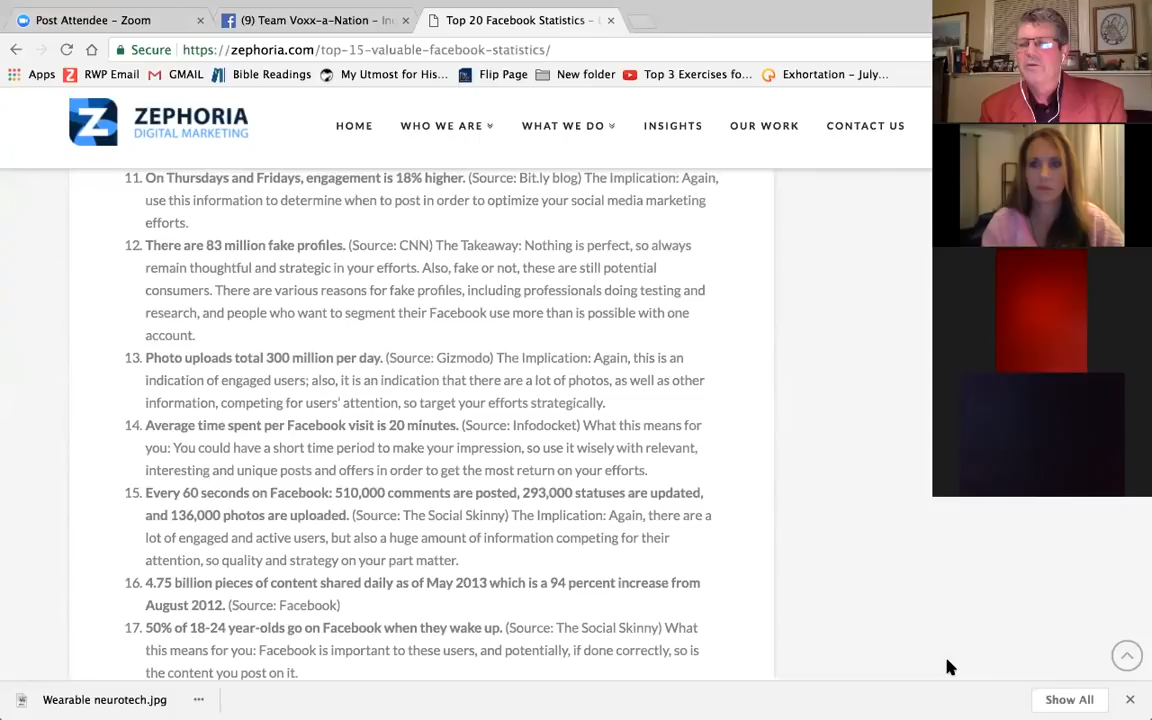 Post Attendee – Zoom
(9) Team Voxx-a-Nation - In
Top 20 Facebook Statistics -
Secure https://zephoria.com/top-15-valuable-facebook-statistics/
Apps RWP Email GMAIL Bible Readings My Utmost for His... Flip Page New folder Top 3 Exercises fo... Exhortation – July...
ZEPHORIA
DIGITAL MARKETING
HOME WHO WE ARE WHAT WE DO INSIGHTS OUR WORK CONTACT US
11. On Thursdays and Fridays, engagement is 18% higher. (Source: Bit.ly blog) The Implication: Again,
use this information to determine when to post in order to optimize your social media marketing
efforts.
12. There are 83 million fake profiles. (Source: CNN) The Takeaway: Nothing is perfect, so always
remain thoughtful and strategic in your efforts. Also, fake or not, these are still potential
consumers. There are various reasons for fake profiles, including professionals doing testing and
research, and people who want to segment their Facebook use more than is possible with one
account.
13. Photo uploads total 300 million per day. (Source: Gizmodo) The Implication: Again, this is an
indication of engaged users; also, it is an indication that there are a lot of photos, as well as other
information, competing for users' attention, so target your efforts strategically.
14. Average time spent per Facebook visit is 20 minutes. (Source: Infodocket) What this means for
you: You could have a short time period to make your impression, so use it wisely with relevant,
interesting and unique posts and offers in order to get the most return on your efforts.
15. Every 60 seconds on Facebook: 510,000 comments are posted, 293,000 statuses are updated,
and 136,000 photos are uploaded. (Source: The Social Skinny) The Implication: Again, there are a
lot of engaged and active users, but also a huge amount of information competing for their
attention, so quality and strategy on your part matter.
16. 4.75 billion pieces of content shared daily as of May 2013 which is a 94 percent increase from
August 2012. (Source: Facebook)
17. 50% of 18-24 year-olds go on Facebook when they wake up. (Source: The Social Skinny) What
this means for you: Facebook is important to these users, and potentially, if done correctly, so is
the content you post on it.
Wearable neurotech.jpg
Show All